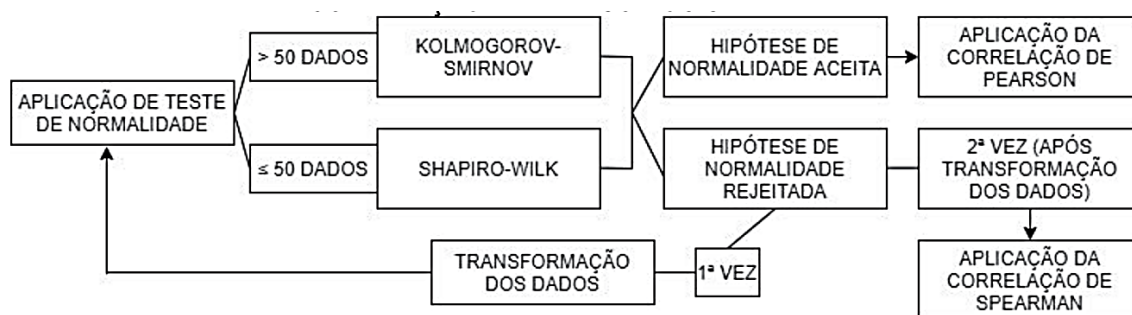 APLICAÇÃO DE TESTE
DE NORMALIDADE
> 50 DADOS
≤ 50 DADOS
KOLMOGOROV-
SMIRNOV
SHAPIRO-WILK
HIPÓTESE DE
NORMALIDADE ACEITA
HIPÓTESE DE
NORMALIDADE
REJEITADA
APLICAÇÃO DA
CORRELAÇÃO DE
PEARSON
2ª VEZ (APÓS
TRANSFORMAÇÃO
DOS DADOS)
TRANSFORMAÇÃO
DOS DADOS
1ª VEZ
APLICAÇÃO DA
CORRELAÇÃO DE
SPEARMAN